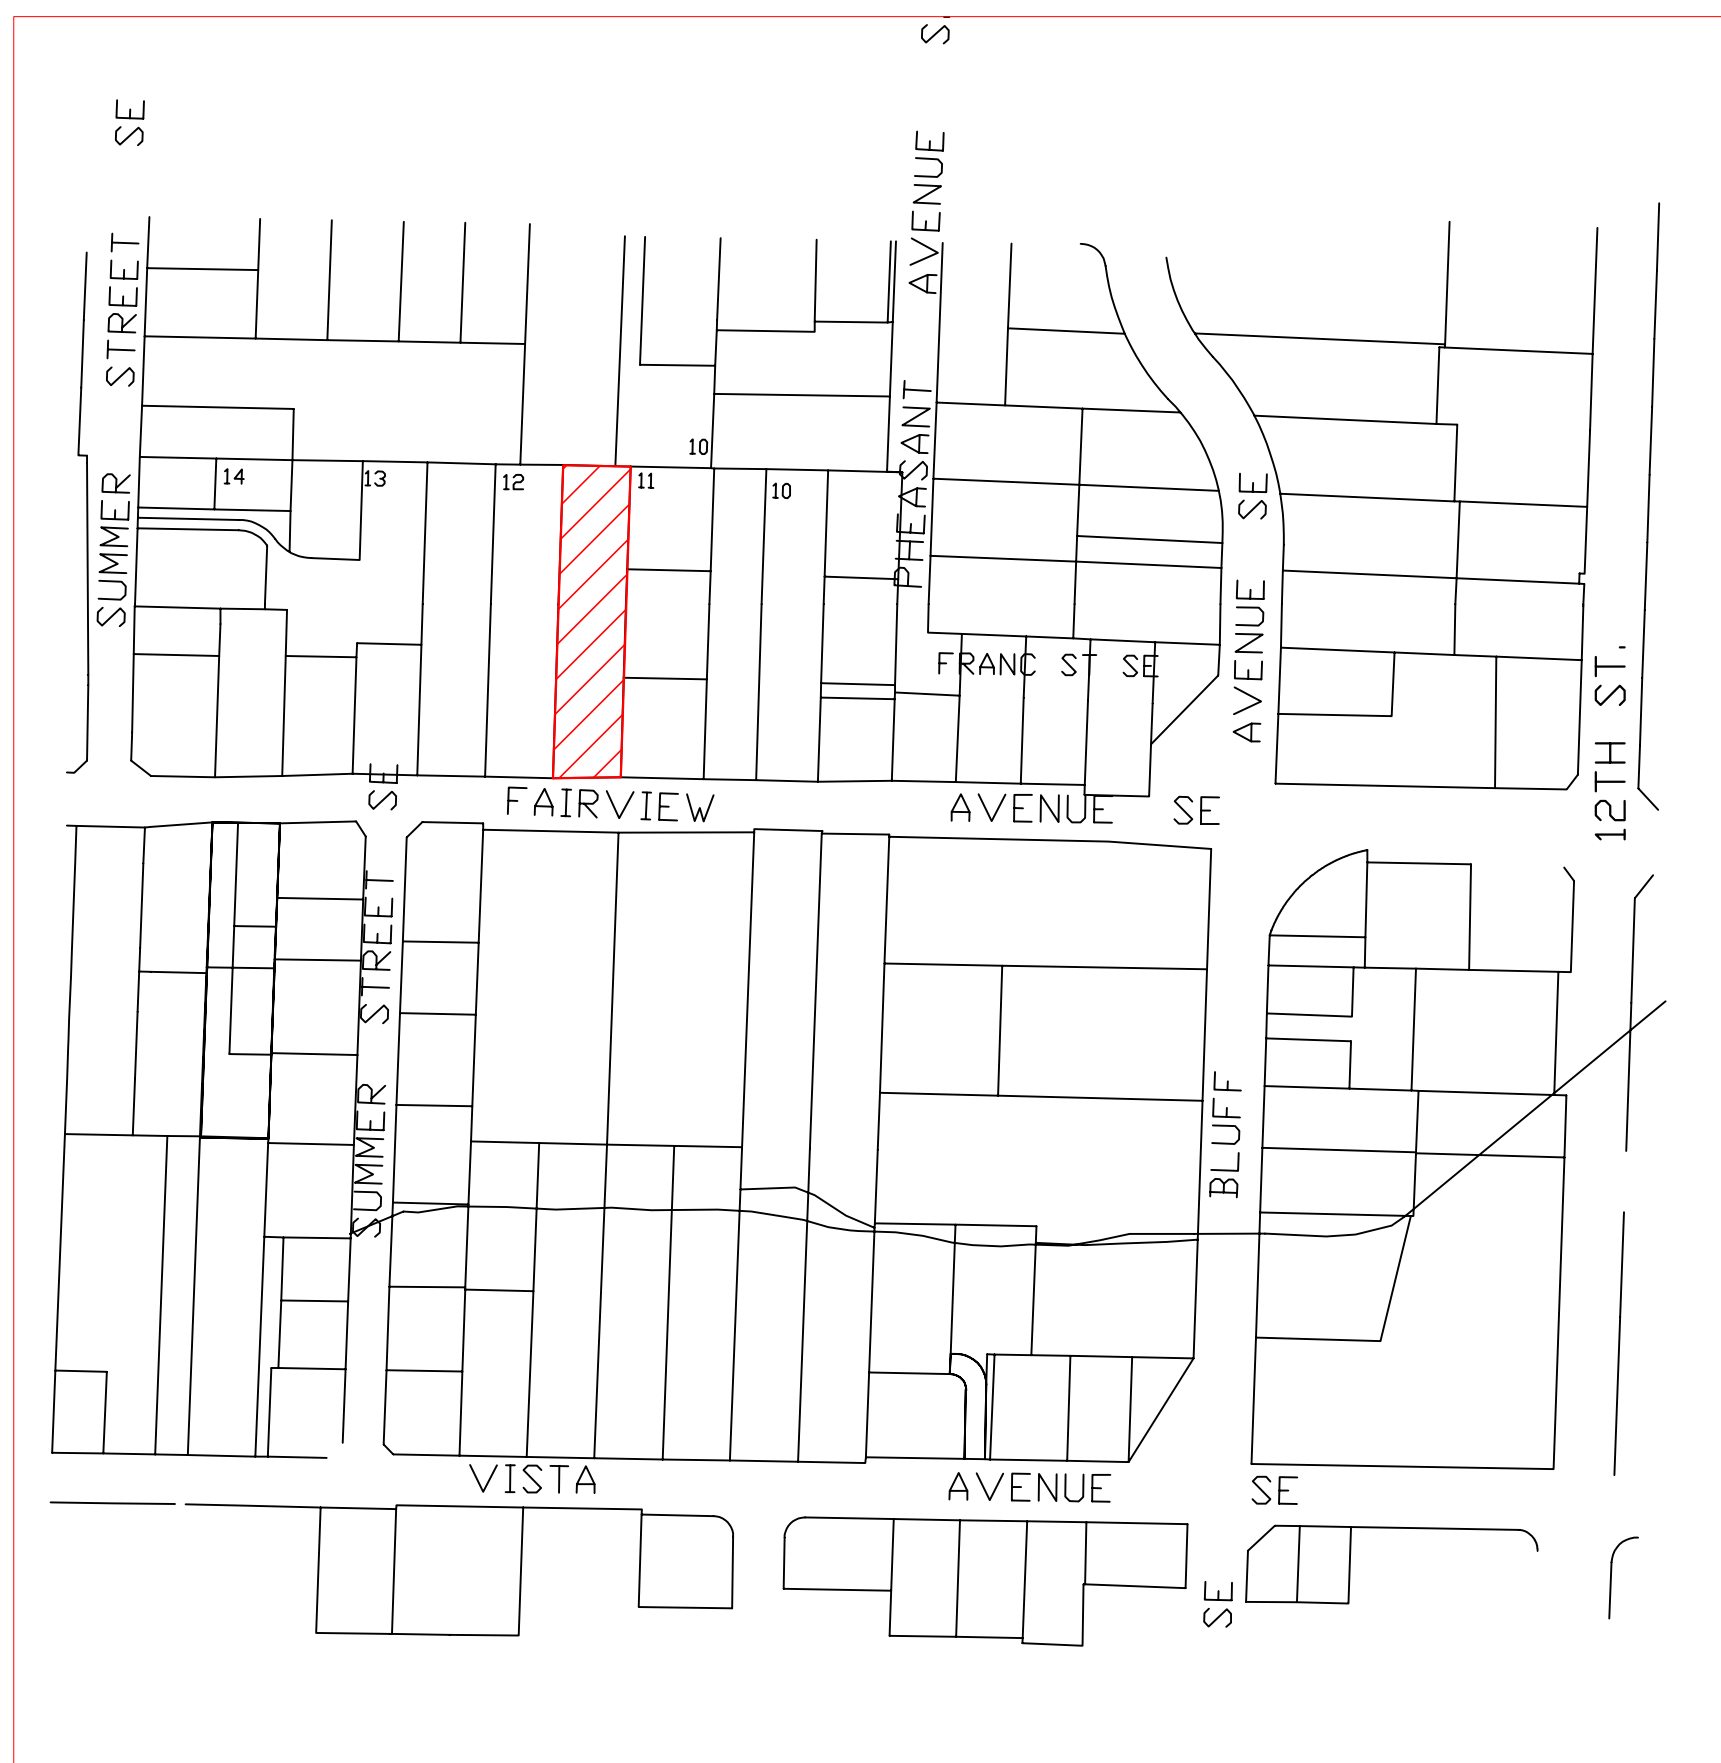 SUMMER STREET SE
PHEASANT AVENUE S.
10
14
13
12
11
10
FRANC ST SE
AVENUE SE
12TH ST.
FAIRVIEW AVENUE SE
SUMMER STREET SE
BLUFF
VISTA AVENUE SE
SE